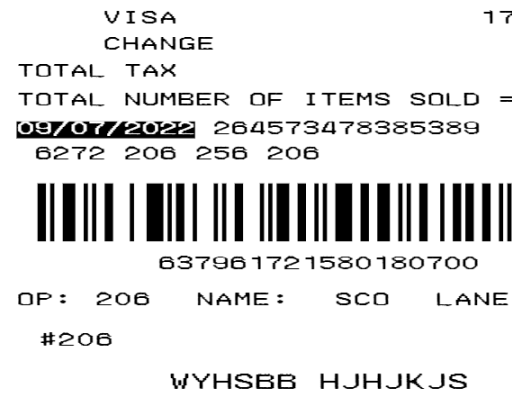 VISA 17
CHANGE
TOTAL TAX
TOTAL NUMBER OF ITEMS SOLD =
09/07/2022 264573478385389
6272 206 256 206
637961721580180700
OP: 206 NAME: SCO LANE
#206
WYHSBB HJHJKJS